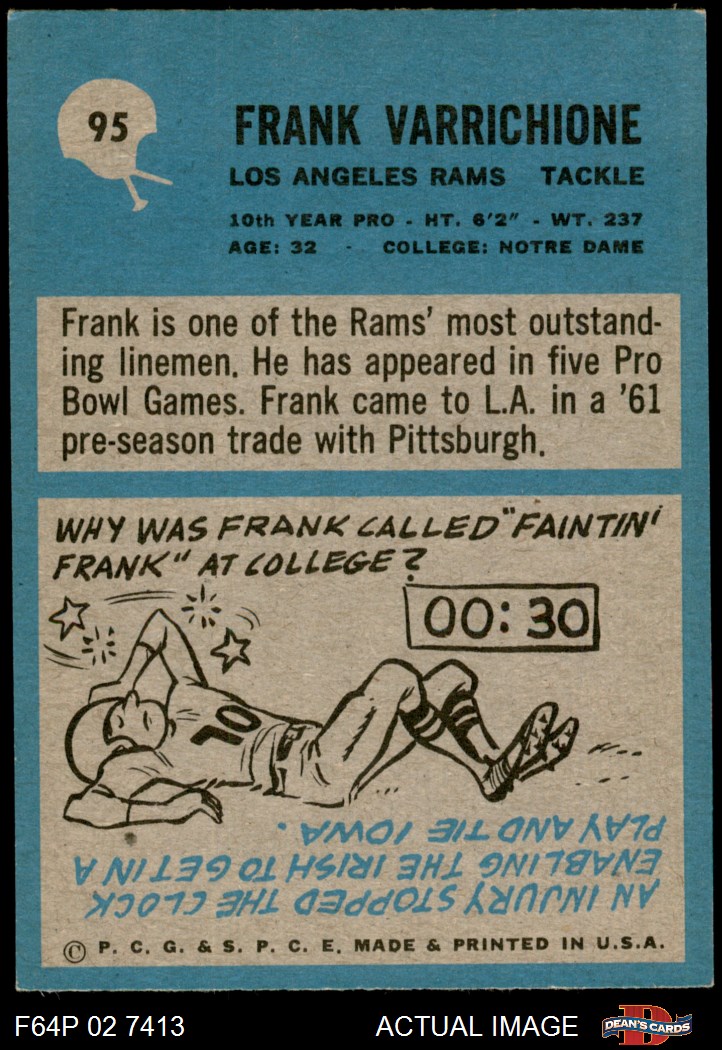 95
FRANK VARRICHIONE
LOS ANGELES RAMS TACKLE
10th YEAR PRO - HT. 6'2" - WT. 237
AGE: 32 - COLLEGE: NOTRE DAME
Frank is one of the Rams' most outstand-
ing linemen. He has appeared in five Pro
Bowl Games. Frank came to L.A. in a '61
pre-season trade with Pittsburgh.
WHY WAS FRANK CALLED "FAINTIN'
FRANK" AT COLLEGE?
00:30
10
AN INJURY STOPPED THE CLOCK
ENABLING THE IRISH TO GET IN A
PLAY AND TIE IOWA.
© P. C. G. & S. P. C. E. MADE & PRINTED IN U.S.A.
F64P 02 7413 ACTUAL IMAGE D DEAN'S CARDS